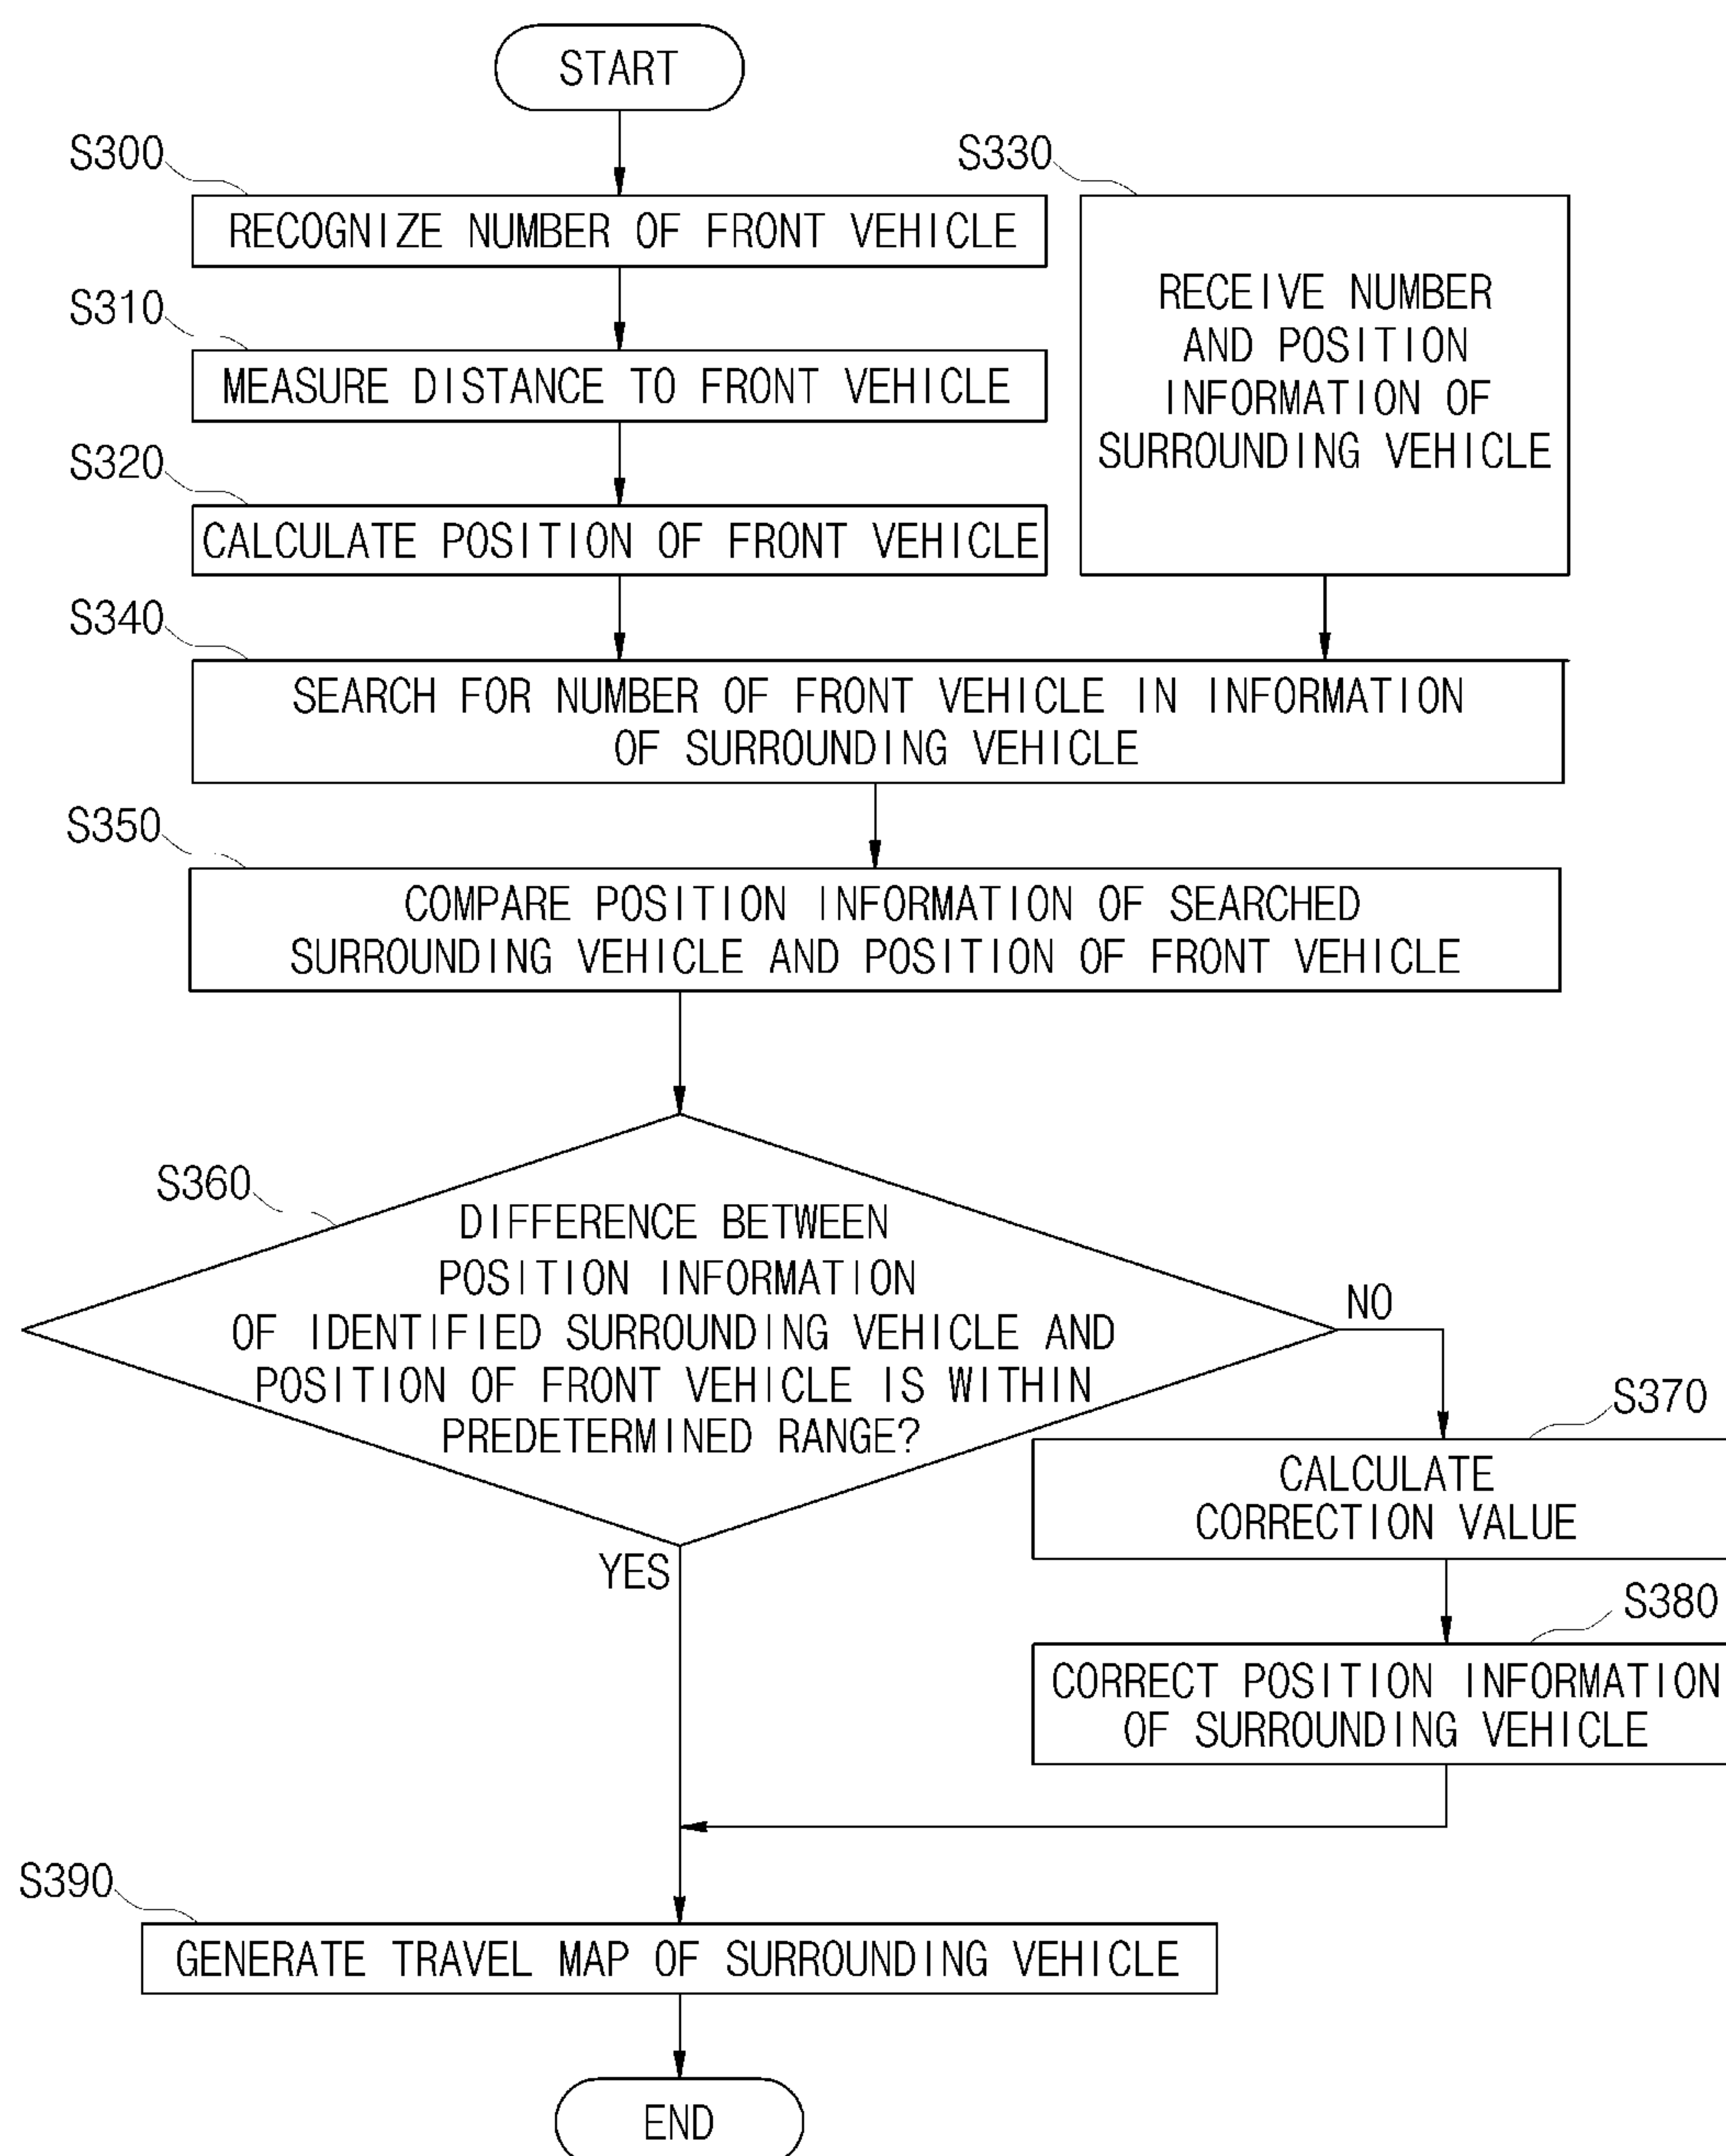 START
S300
RECOGNIZE NUMBER OF FRONT VEHICLE
S310
MEASURE DISTANCE TO FRONT VEHICLE
S320
CALCULATE POSITION OF FRONT VEHICLE
S330
RECEIVE NUMBER
AND POSITION
INFORMATION OF
SURROUNDING VEHICLE
S340
SEARCH FOR NUMBER OF FRONT VEHICLE IN INFORMATION
OF SURROUNDING VEHICLE
S350
COMPARE POSITION INFORMATION OF SEARCHED
SURROUNDING VEHICLE AND POSITION OF FRONT VEHICLE
S360
DIFFERENCE BETWEEN
POSITION INFORMATION
OF IDENTIFIED SURROUNDING VEHICLE AND
POSITION OF FRONT VEHICLE IS WITHIN
PREDETERMINED RANGE?
NO
S370
CALCULATE
CORRECTION VALUE
YES
S380
CORRECT POSITION INFORMATION
OF SURROUNDING VEHICLE
S390
GENERATE TRAVEL MAP OF SURROUNDING VEHICLE
END